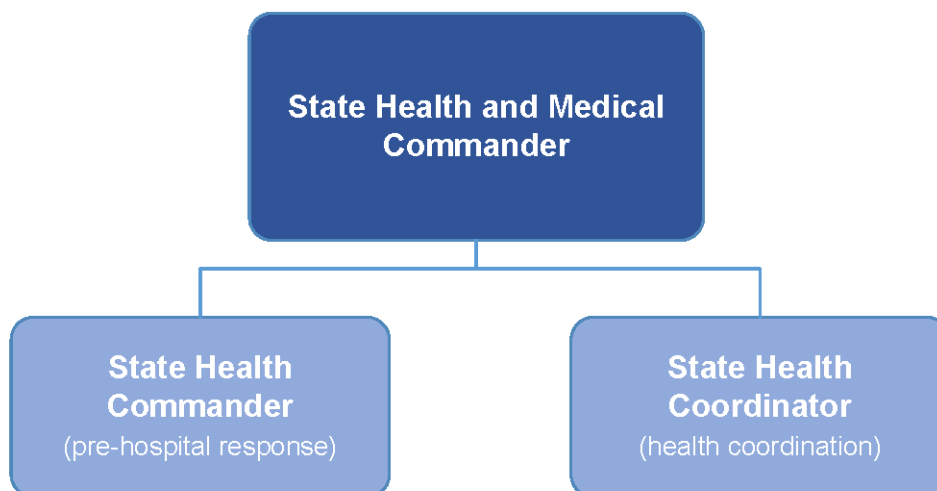 State Health and Medical
Commander
State Health
Commander
(pre-hospital response)
State Health
Coordinator
(health coordination)